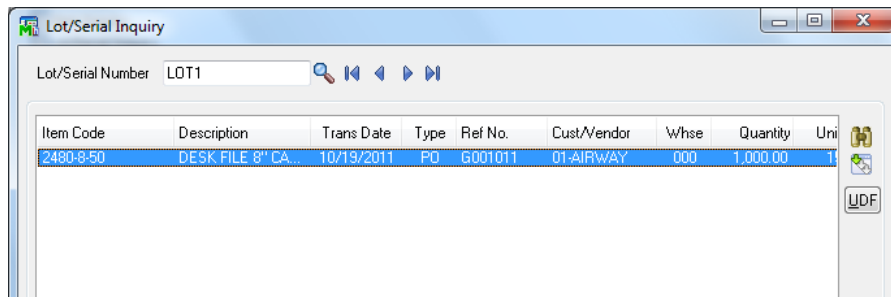 Lot/Serial Inquiry
Lot/Serial Number LOT1
Item Code Description Trans Date Type Ref No. Cust/Vendor Whse Quantity Uni
2480-8-50 DESK FILE 8" CA... 10/19/2011 PO G001011 01-AIRWAY 000 1,000.00
UDF